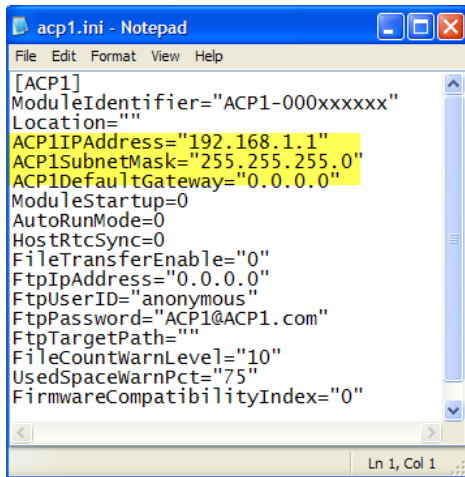 acp1.ini - Notepad
File Edit Format View Help
[ACP1]
ModuleIdentifier="ACP1-000xxxxxx"
Location=""
ACP1IPAddress="192.168.1.1"
ACP1SubnetMask="255.255.255.0"
ACP1DefaultGateway="0.0.0.0"
ModuleStartup=0
AutoRunMode=0
HostRtcSync=0
FileTransferEnable="0"
FtpIpAddress="0.0.0.0"
FtpUserID="anonymous"
FtpPassword="ACP1@ACP1.com"
FtpTargetPath=""
FileCountWarnLevel="10"
UsedSpaceWarnPct="75"
FirmwareCompatibilityIndex="0"
Ln 1, Col 1